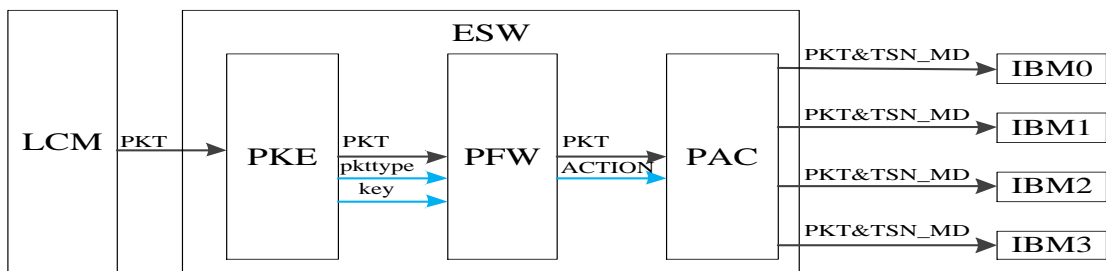 ESW
LCM
PKT
PKE
PKT
pkttype
key
PFW
PKT
ACTION
PAC
PKT&TSN_MD
IBM0
PKT&TSN_MD
IBM1
PKT&TSN_MD
IBM2
PKT&TSN_MD
IBM3